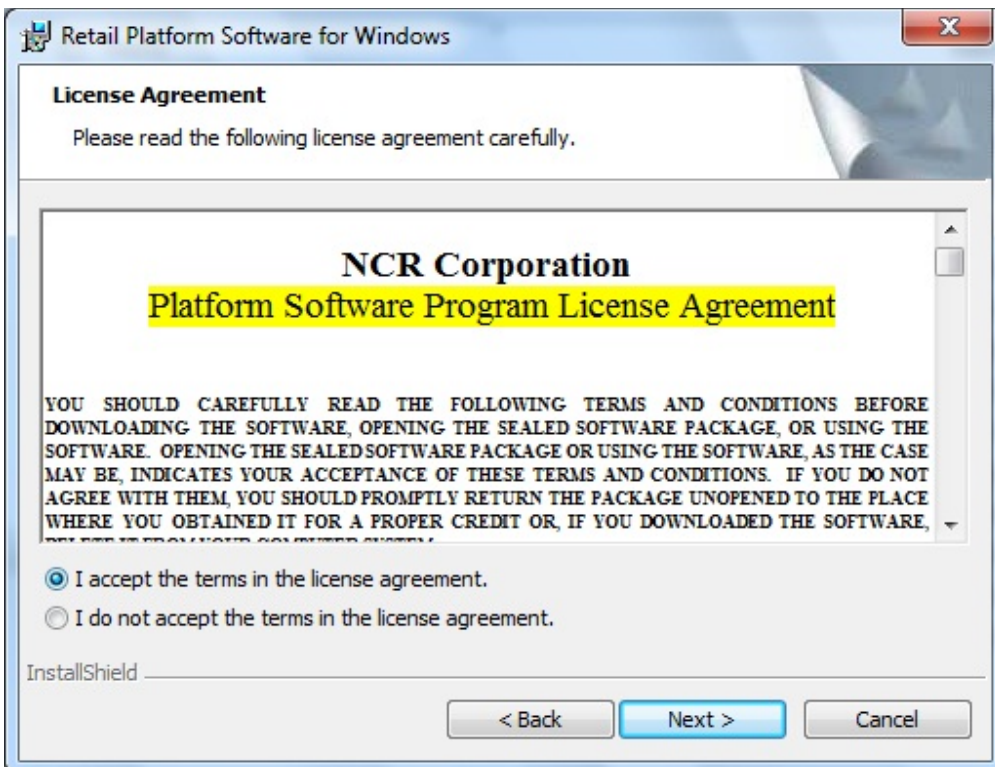 Retail Platform Software for Windows
License Agreement
Please read the following license agreement carefully.
NCR Corporation
Platform Software Program License Agreement
YOU SHOULD CAREFULLY READ THE FOLLOWING TERMS AND CONDITIONS BEFORE
DOWNLOADING THE SOFTWARE, OPENING THE SEALED SOFTWARE PACKAGE, OR USING THE
SOFTWARE. OPENING THE SEALED SOFTWARE PACKAGE OR USING THE SOFTWARE, AS THE CASE
MAY BE, INDICATES YOUR ACCEPTANCE OF THESE TERMS AND CONDITIONS. IF YOU DO NOT
AGREE WITH THEM, YOU SHOULD PROMPTLY RETURN THE PACKAGE UNOPENED TO THE PLACE
WHERE YOU OBTAINED IT FOR A PROPER CREDIT OR, IF YOU DOWNLOADED THE SOFTWARE,
DELETE IT FROM YOUR COMPUTER SYSTEM
I accept the terms in the license agreement.
I do not accept the terms in the license agreement.
InstallShield
< Back
Next >
Cancel